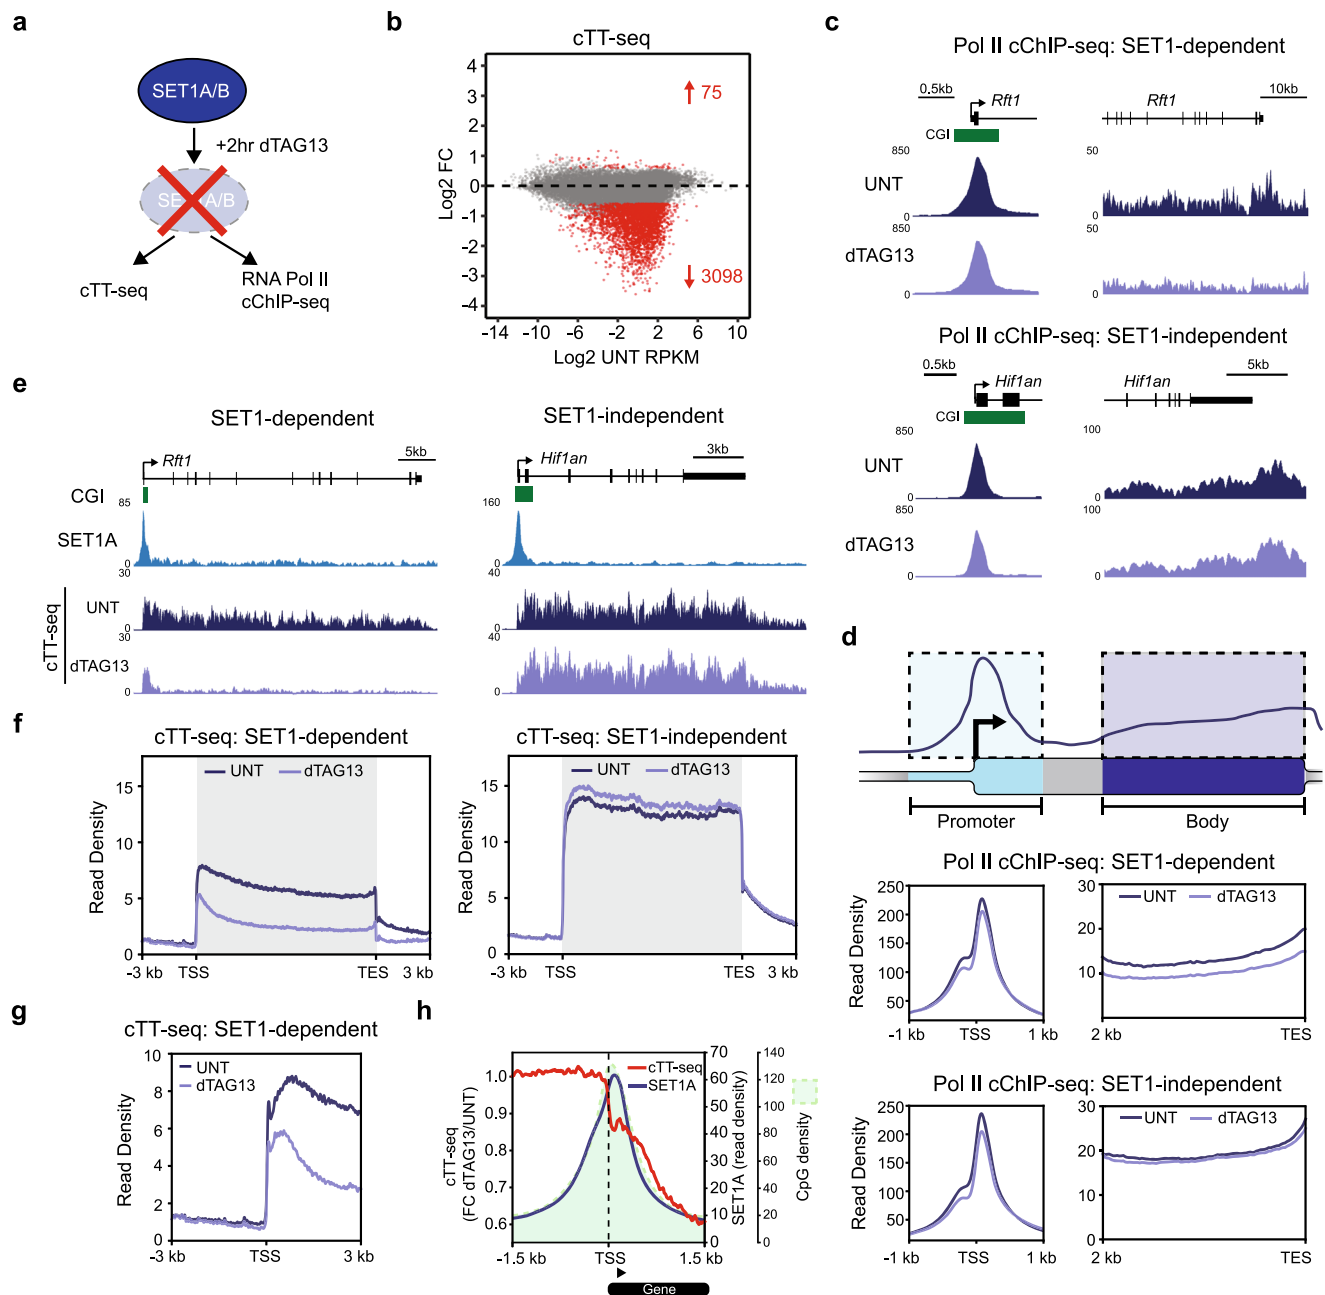 a
SET1A/B
+2hr dTAG13
SET1A/B
cTT-seq
RNA Pol II
cChIP-seq
b
cTT-seq
4
3
2
1
0
-1
-2
-3
-4
Log2 FC
75
3098
-14 -10 -6 -2 2 6 10
Log2 UNT RPKM
c
Pol II cChIP-seq: SET1-dependent
0.5kb
Rft1
Rft1
10kb
CGI
850
UNT
0
50
0
850
dTAG13
0
50
0
Pol II cChIP-seq: SET1-independent
0.5kb
Hif1an
Hif1an
5kb
CGI
850
UNT
0
100
0
850
dTAG13
0
100
0
d
Promoter
Body
Pol II cChIP-seq: SET1-dependent
250
200
150
100
50
Read Density
-1 kb TSS 1 kb
30
20
10
0
UNT dTAG13
2 kb TES
Pol II cChIP-seq: SET1-independent
250
200
150
100
50
Read Density
-1 kb TSS 1 kb
30
20
10
0
UNT dTAG13
2 kb TES
e
SET1-dependent
Rft1
5kb
CGI
85
SET1A
0
30
cTT-seq
UNT
0
30
dTAG13
0
SET1-independent
Hif1an
3kb
160
0
40
0
40
0
f
cTT-seq: SET1-dependent
UNT dTAG13
15
10
5
0
Read Density
-3 kb TSS TES 3 kb
cTT-seq: SET1-independent
UNT dTAG13
15
10
5
0
Read Density
-3 kb TSS TES 3 kb
g
cTT-seq: SET1-dependent
UNT
dTAG13
10
8
6
4
2
0
Read Density
-3 kb TSS 3 kb
h
cTT-seq
SET1A
1.0
0.9
0.8
0.7
0.6
cTT-seq
(FC dTAG13/UNT)
70
60
50
40
30
20
10
0
SET1A (read density)
140
120
100
80
60
40
20
0
CpG density
-1.5 kb TSS 1.5 kb
Gene